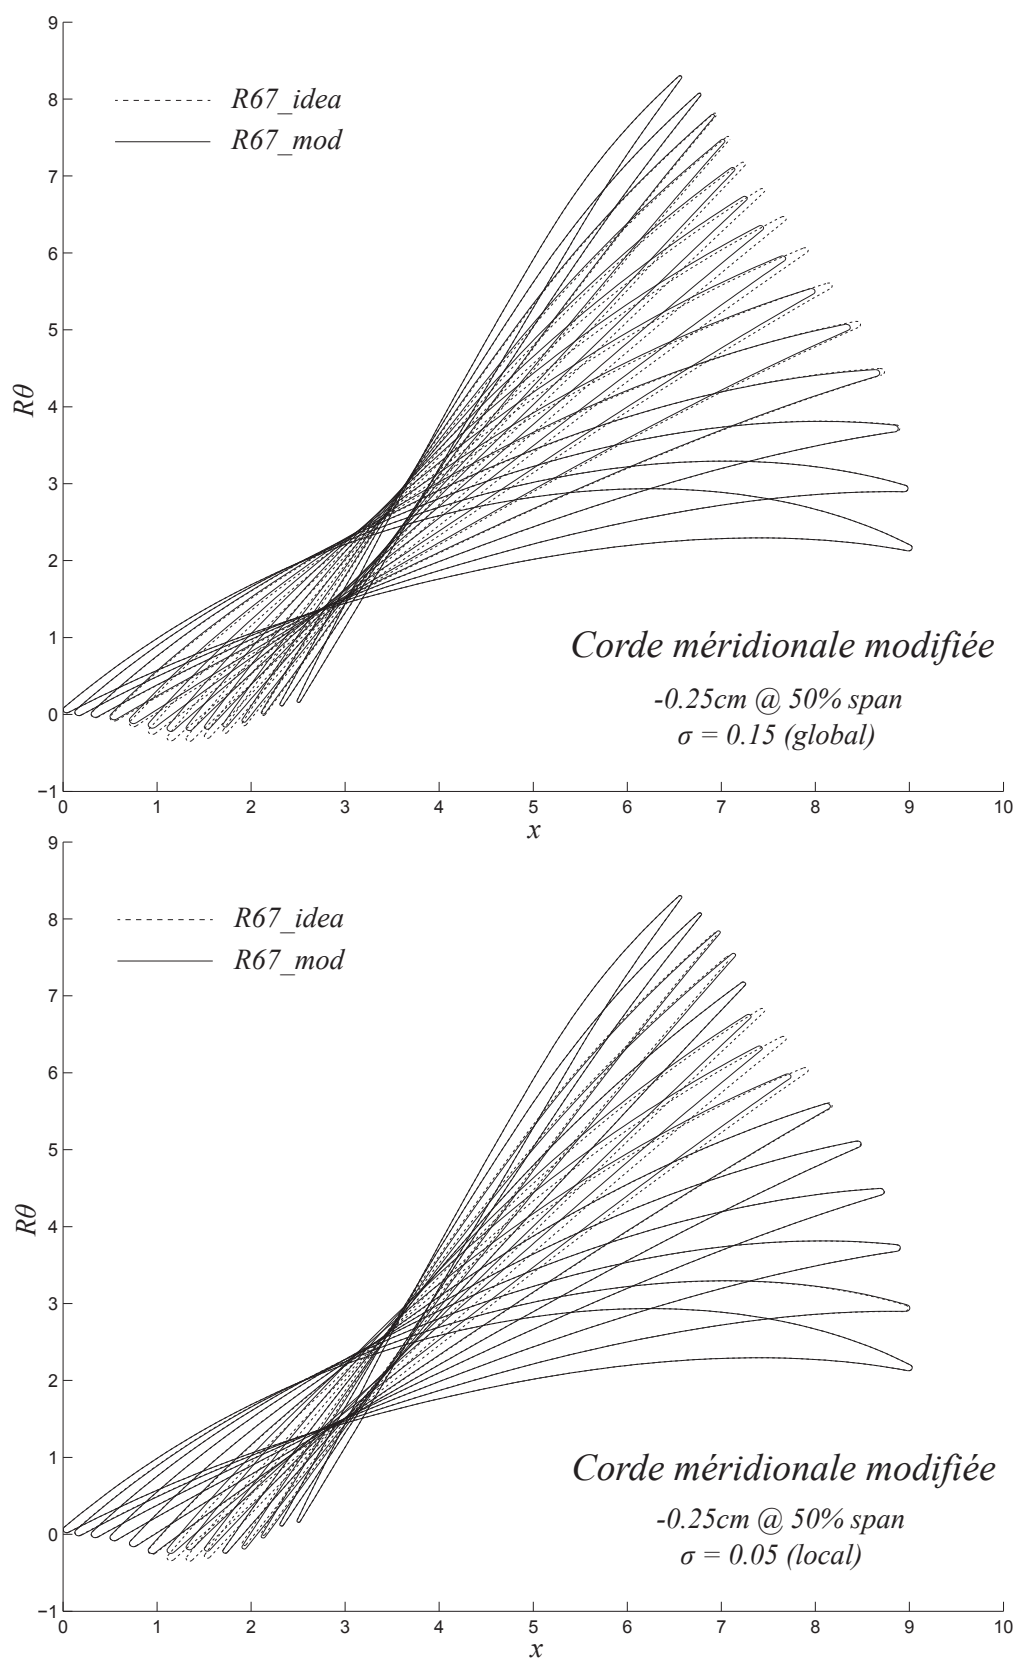 9
8
7
6
5
4
3
2
1
0
−1
Rθ
R67_idea
R67_mod
Corde méridionale modifiée
-0.25cm @ 50% span
σ = 0.15 (global)
0 1 2 3 4 5 6 7 8 9 10
x
9
8
7
6
5
4
3
2
1
0
−1
Rθ
R67_idea
R67_mod
Corde méridionale modifiée
-0.25cm @ 50% span
σ = 0.05 (local)
0 1 2 3 4 5 6 7 8 9 10
x